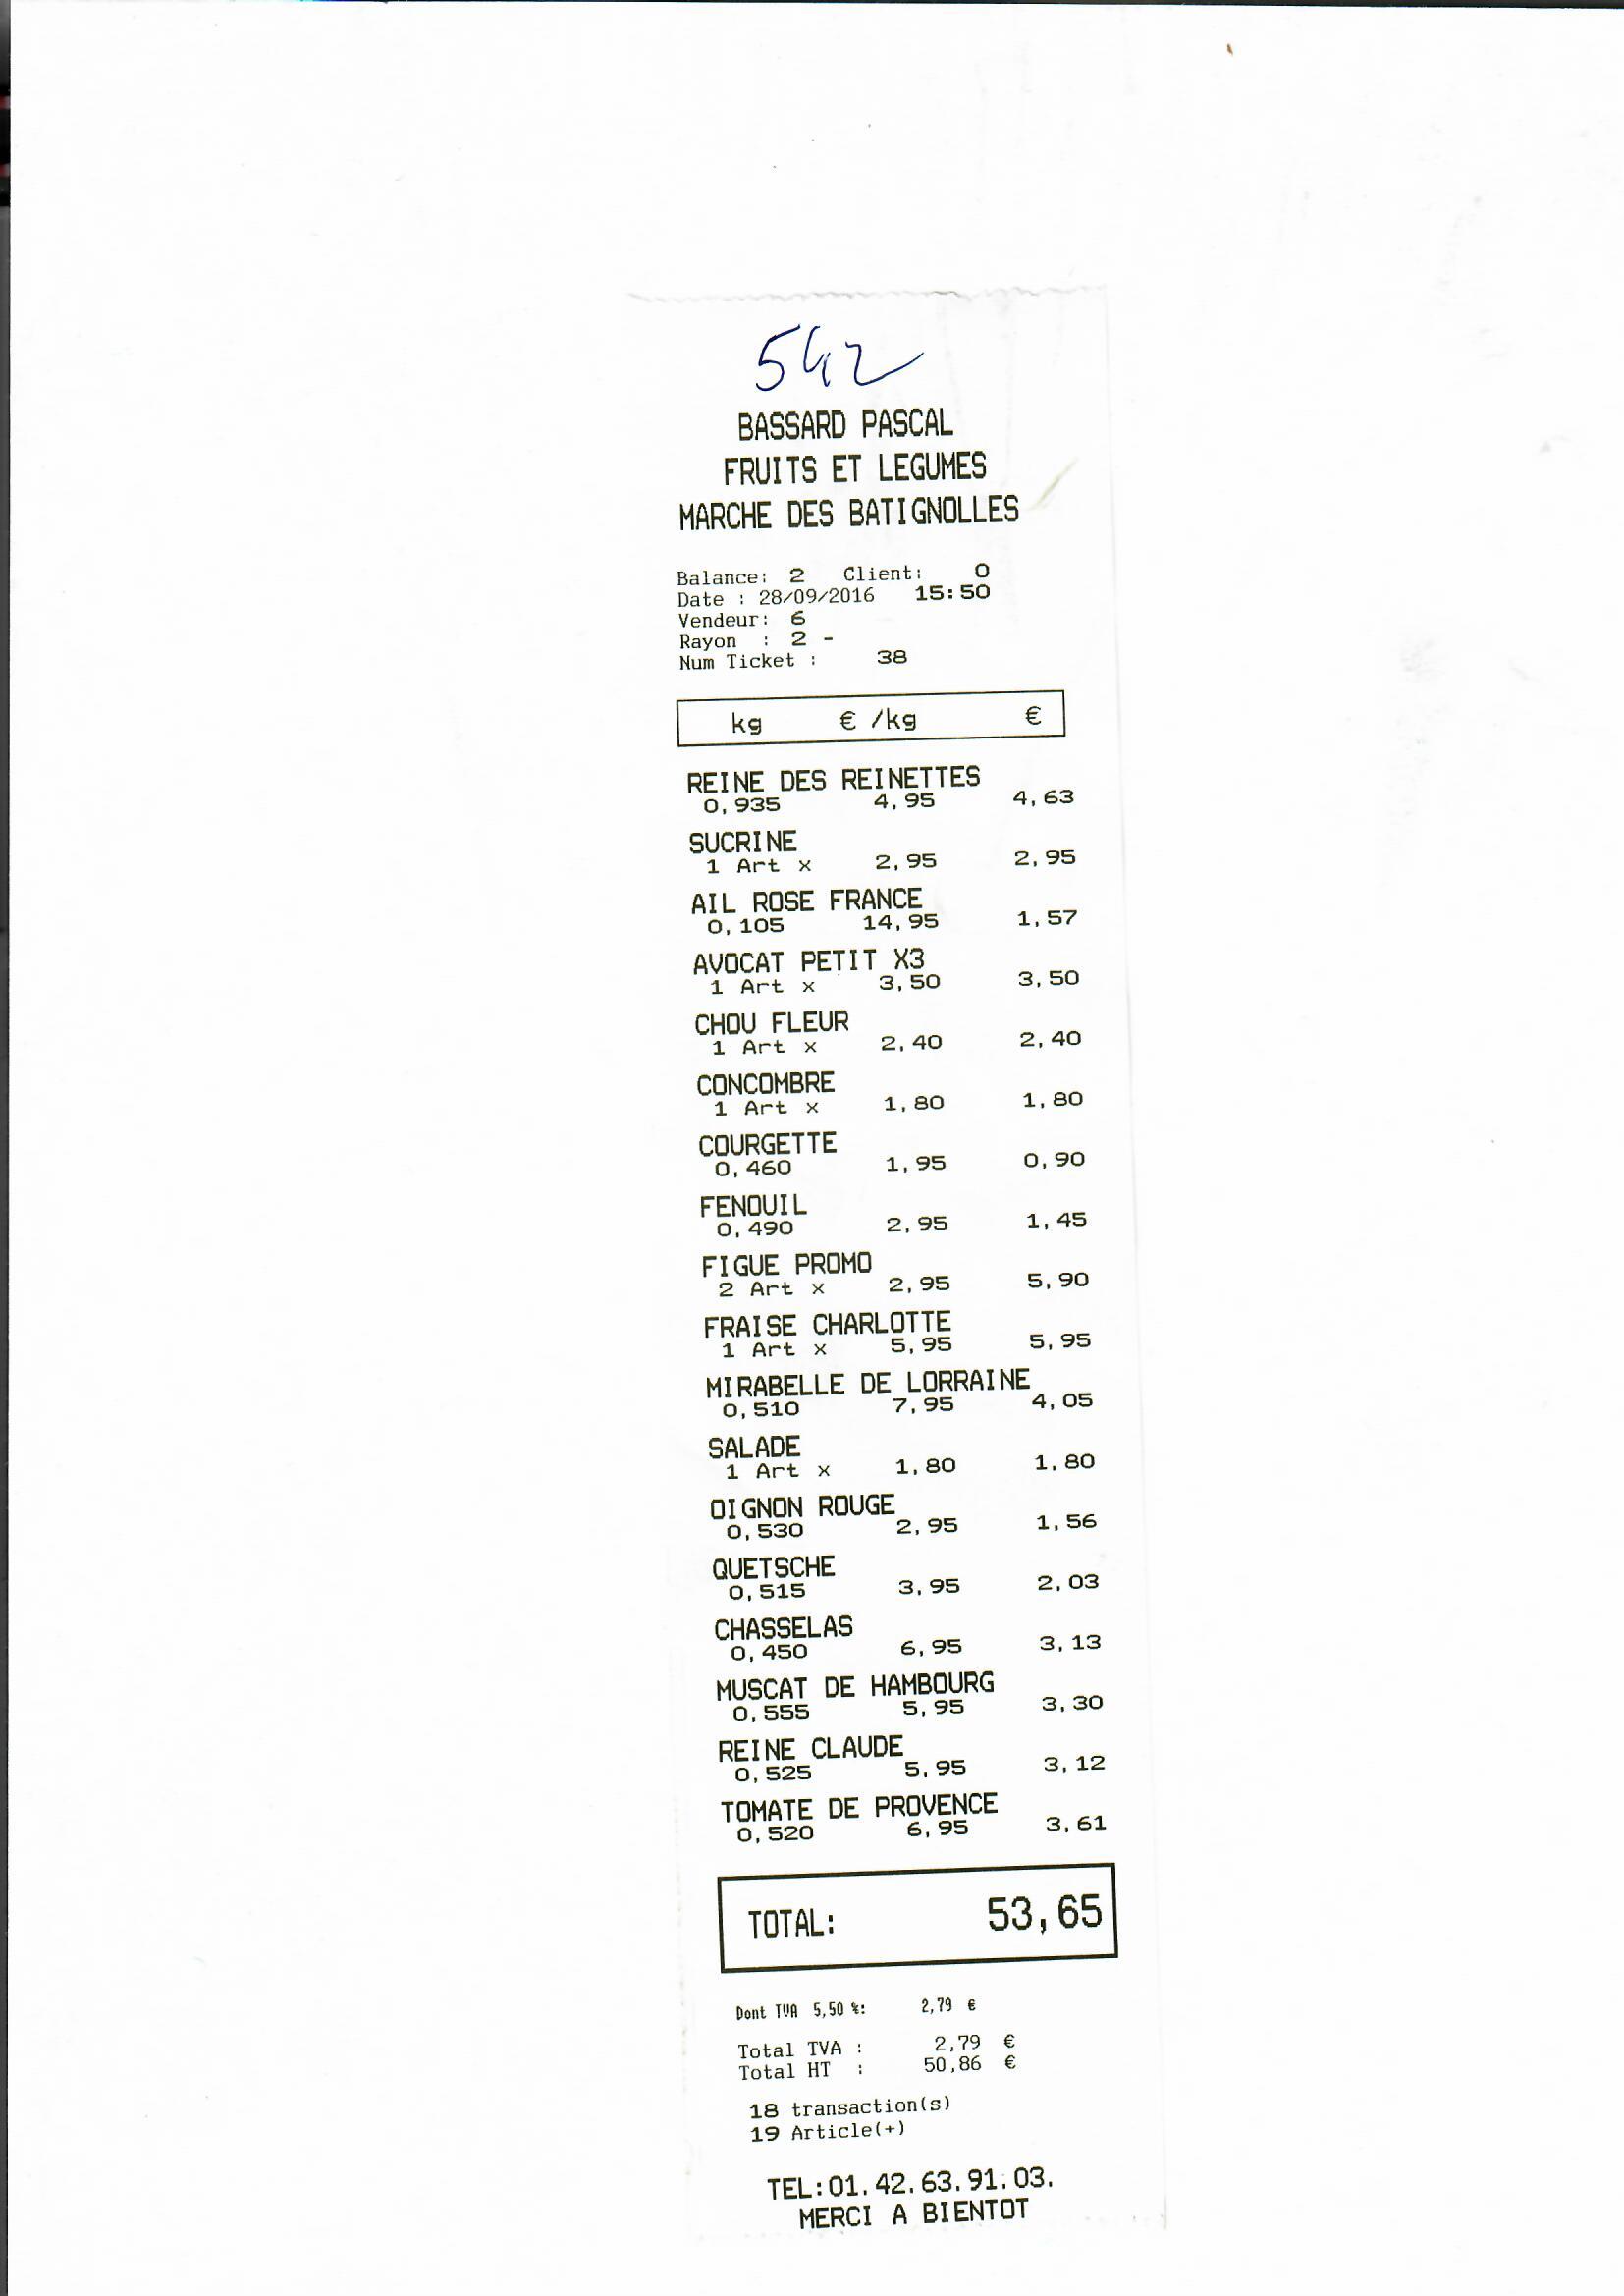 542
BASSARD PASCAL
FRUITS ET LEGUMES
MARCHE DES BATIGNOLLES
Balance: 2 Client: 0
Date : 28/09/2016 15:50
Vendeur: 6
Rayon : 2 -
Num Ticket : 38
kg € /kg €
REINE DES REINETTES
0,935 4,95 4,63
SUCRINE
1 Art x 2,95 2,95
AIL ROSE FRANCE
0,105 14,95 1,57
AVOCAT PETIT X3
1 Art x 3,50 3,50
CHOU FLEUR
1 Art x 2,40 2,40
CONCOMBRE
1 Art x 1,80 1,80
COURGETTE
0,460 1,95 0,90
FENOUIL
0,490 2,95 1,45
FIGUE PROMO
2 Art x 2,95 5,90
FRAISE CHARLOTTE
1 Art x 5,95 5,95
MIRABELLE DE LORRAINE
0,510 7,95 4,05
SALADE
1 Art x 1,80 1,80
OIGNON ROUGE
0,530 2,95 1,56
QUETSCHE
0,515 3,95 2,03
CHASSELAS
0,450 6,95 3,13
MUSCAT DE HAMBOURG
0,555 5,95 3,30
REINE CLAUDE
0,525 5,95 3,12
TOMATE DE PROVENCE
0,520 6,95 3,61
TOTAL: 53,65
Dont TVA 5,50 %: 2,79 €
Total TVA : 2,79 €
Total HT : 50,86 €
18 transaction(s)
19 Article(+)
TEL:01.42.63.91.03.
MERCI A BIENTOT